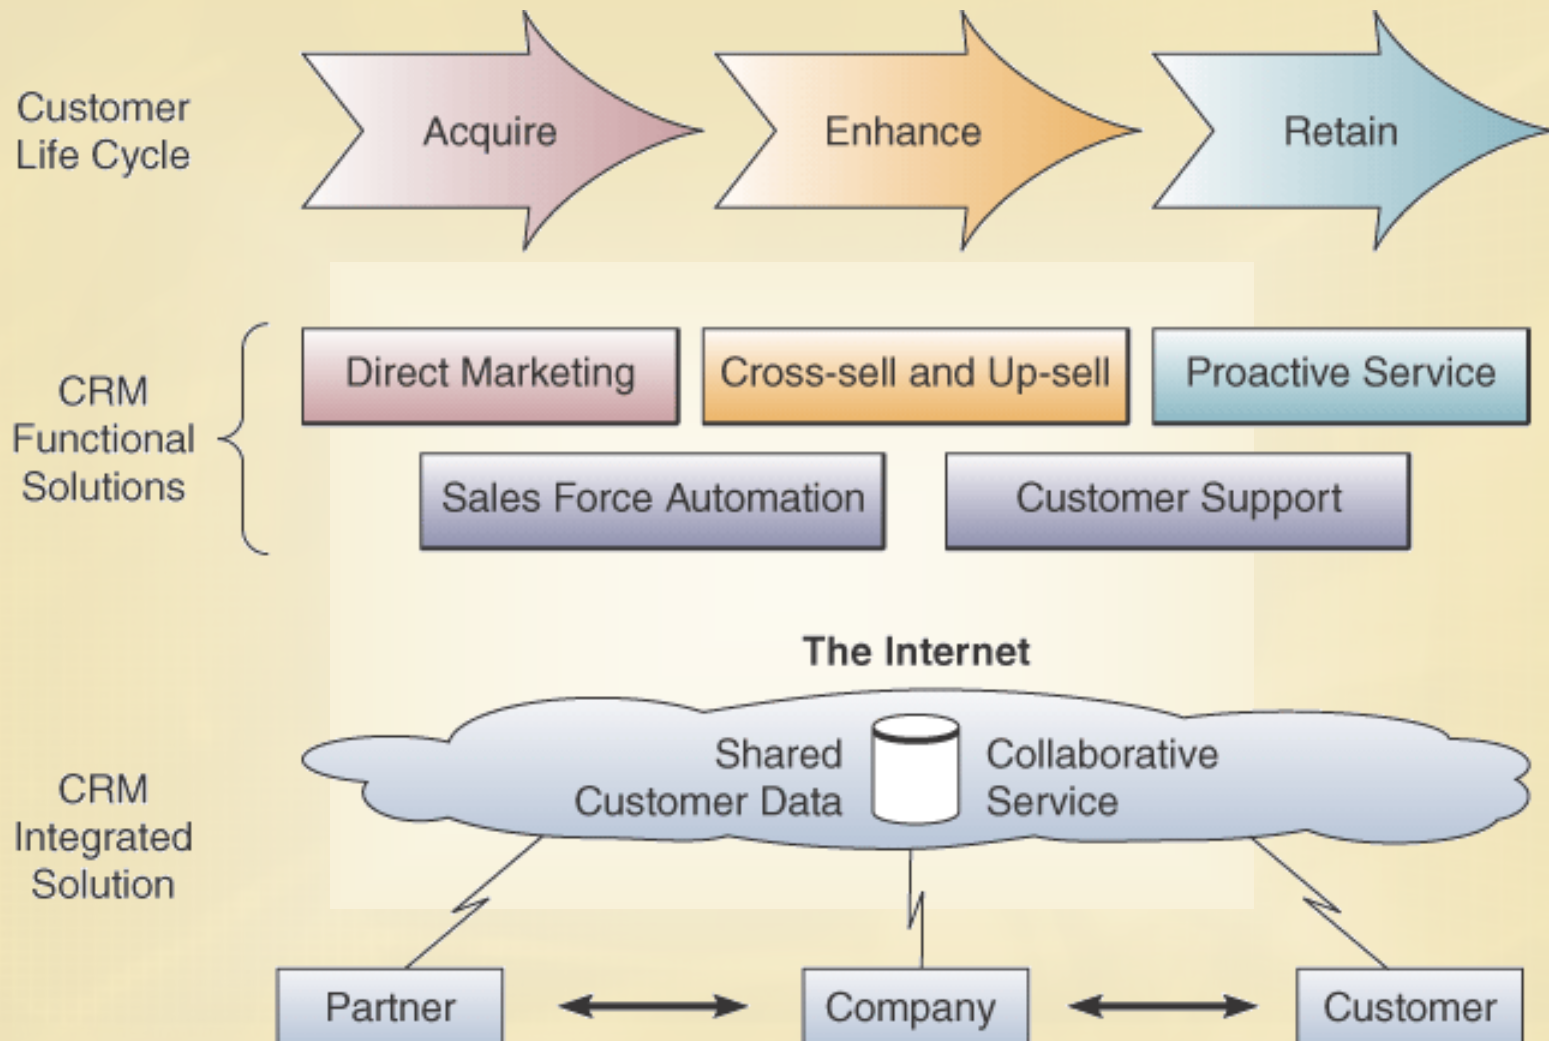 Customer
Life Cycle
Acquire
Enhance
Retain
CRM
Functional
Solutions
Direct Marketing
Cross-sell and Up-sell
Proactive Service
Sales Force Automation
Customer Support
The Internet
CRM
Integrated
Solution
Shared
Customer Data
Collaborative
Service
Partner
Company
Customer